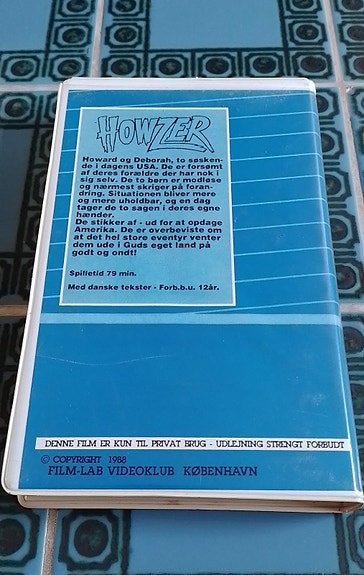 HOWZER
Howard og Deborah, to søsken-
de i dagens USA. De er forsømt
af deres forældre der har nok i
sig selv. De to børn er modløse
og nærmest skriger på foran-
dring. Situationen bliver mere
og mere uholdbar, og en dag
tager de to sagen i deres egne
hænder.
De stikker af - ud for at opdage
Amerika. De er overbeviste om
at det hel store eventyr venter
dem ude i Guds eget land på
godt og ondt!
Spilletid 79 min.
Med danske tekster - Forb.b.u. 12år.
DENNE FILM ER KUN TIL PRIVAT BRUG - UDLEJNING STRENGT FORBUDT
© COPYRIGHT 1988
FILM-LAB VIDEOKLUB KØBENHAVN